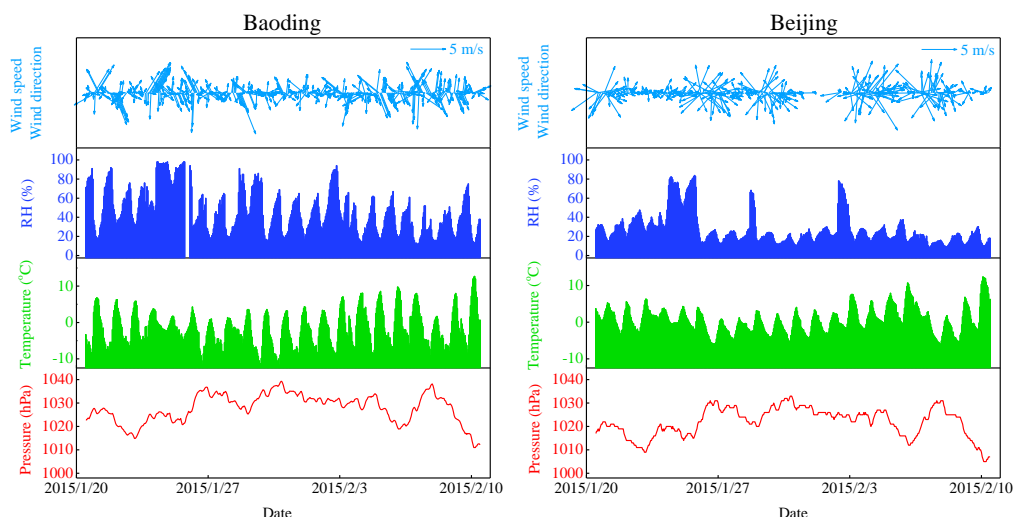 Baoding
Wind speed
Wind direction
5 m/s
RH (%)
100
80
60
40
20
0
Temperature (°C)
10
0
-10
Pressure (hPa)
1040
1030
1020
1010
1000
2015/1/20
2015/1/27
2015/2/3
2015/2/10
Date
Beijing
Wind speed
Wind direction
5 m/s
RH (%)
100
80
60
40
20
0
Temperature (°C)
10
0
-10
Pressure (hPa)
1040
1030
1020
1010
1000
2015/1/20
2015/1/27
2015/2/3
2015/2/10
Date